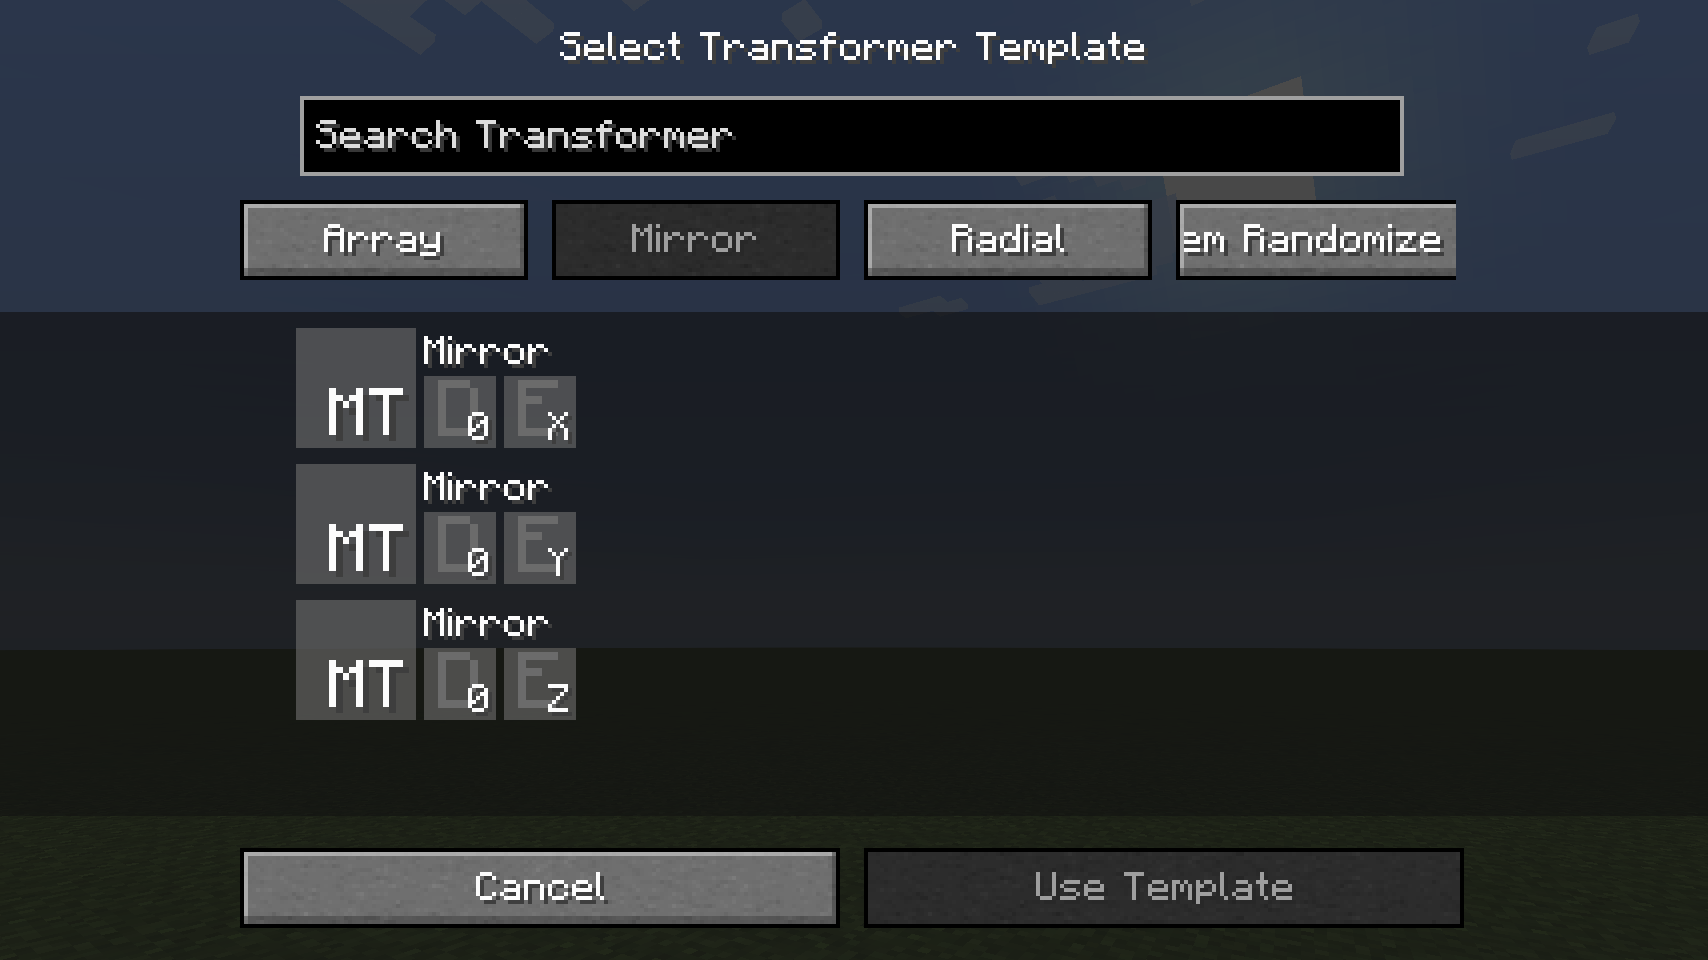 Select Transformer Template
Search Transformer
Array Mirror Radial em Randomize
Mirror
MT D 0 E X
Mirror
MT D 0 E Y
Mirror
MT D 0 E Z
Cancel Use Template